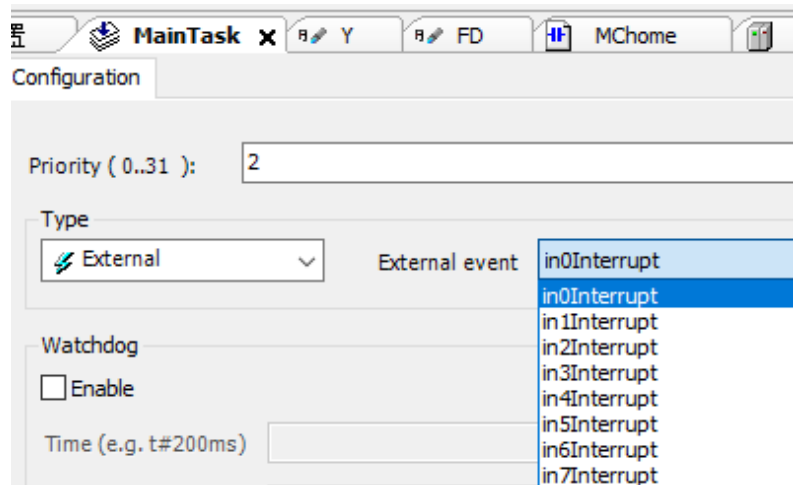 置 MainTask Y FD MChome
Configuration
Priority ( 0..31 ): 2
Type
External External event in0Interrupt
in0Interrupt
in1Interrupt
in2Interrupt
in3Interrupt
in4Interrupt
in5Interrupt
in6Interrupt
in7Interrupt
Watchdog
Enable
Time (e.g. t#200ms)